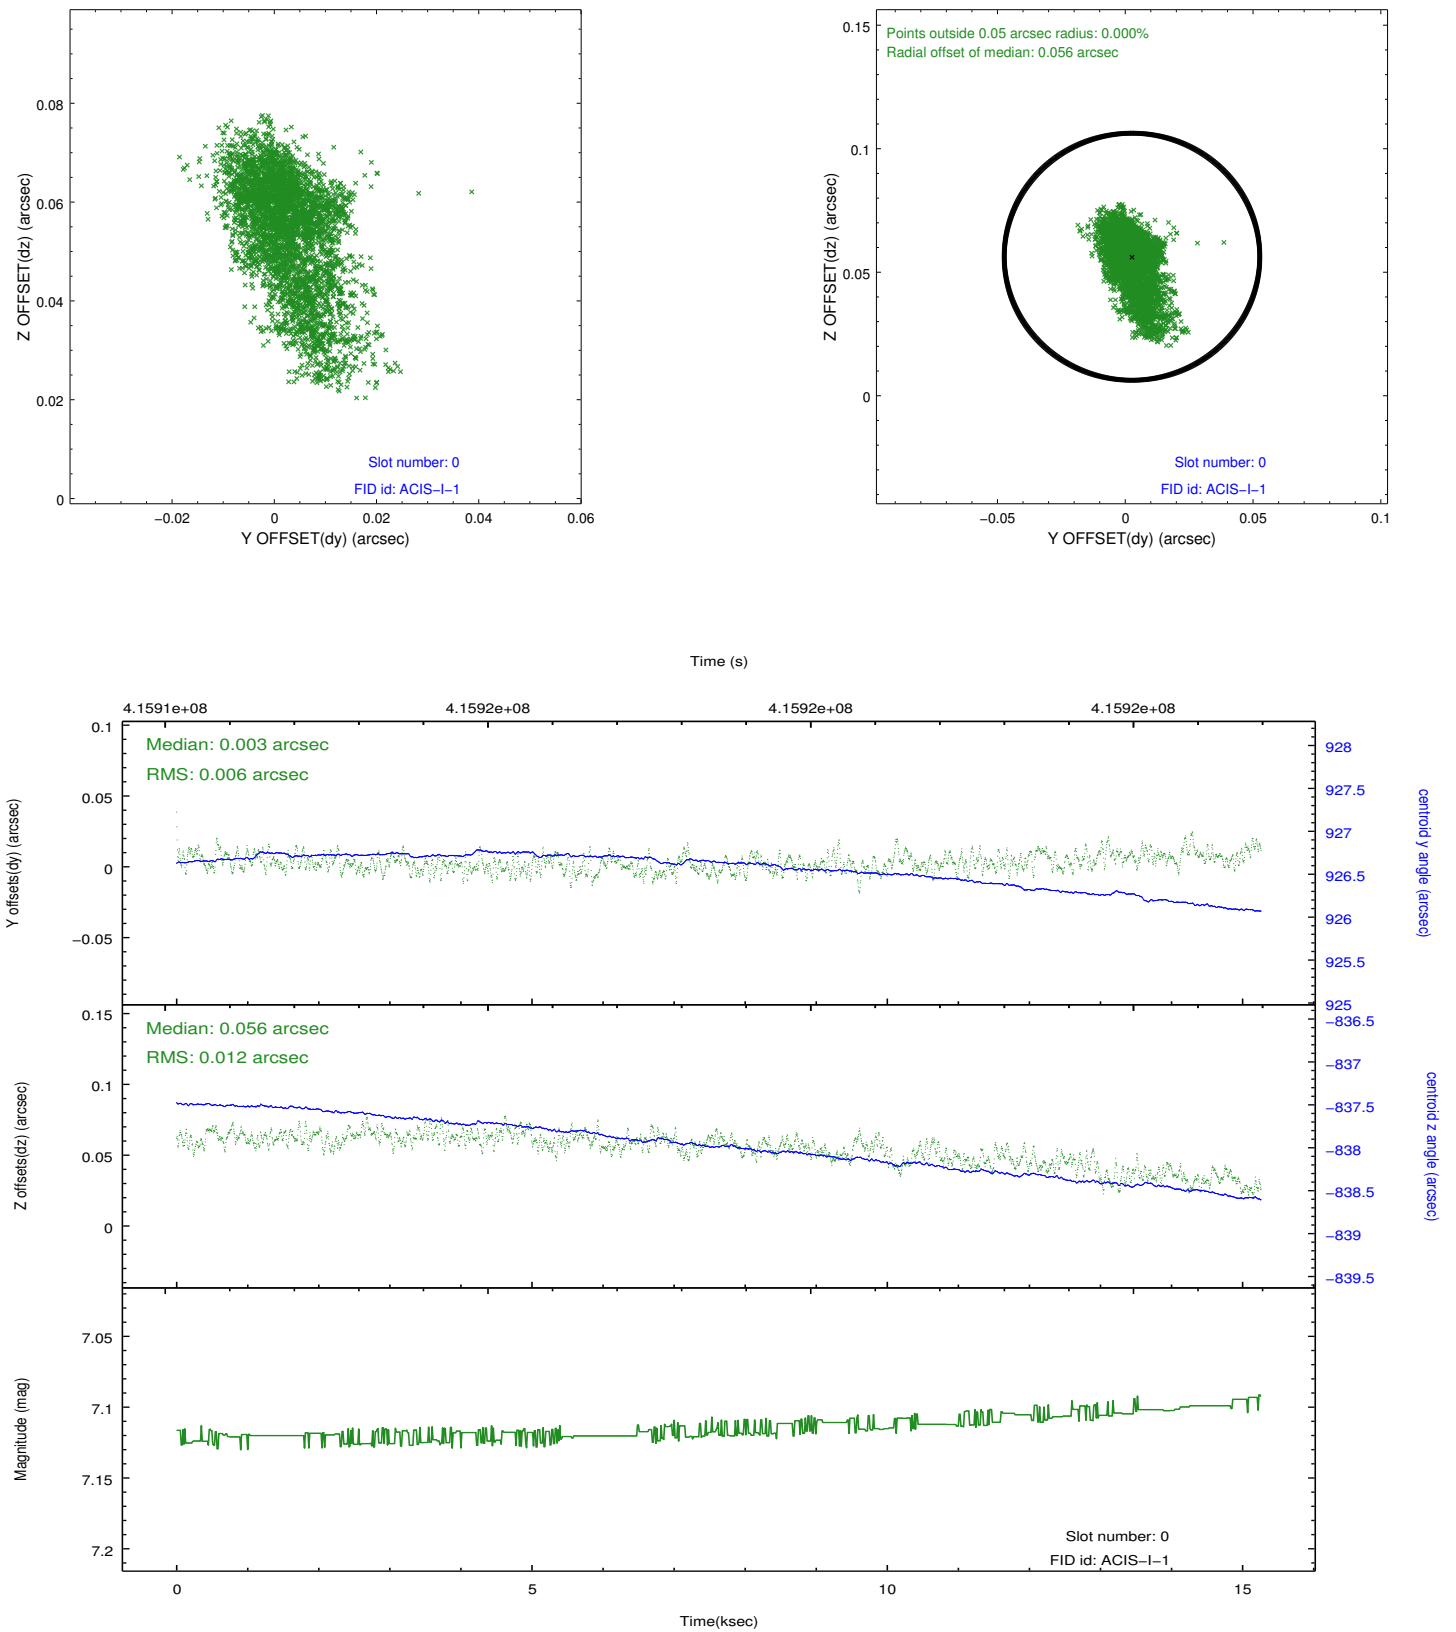 0.08
0.06
0.04
0.02
0
−0.02
0
0.02
0.04
0.06
Z OFFSET(dz) (arcsec)
Y OFFSET(dy) (arcsec)
Slot number: 0
FID id: ACIS−I−1
Points outside 0.05 arcsec radius: 0.000%
Radial offset of median: 0.056 arcsec
0.15
0.1
0.05
0
−0.05
0
0.05
0.1
Z OFFSET(dz) (arcsec)
Y OFFSET(dy) (arcsec)
Slot number: 0
FID id: ACIS−I−1
Time (s)
4.1591e+08
4.1592e+08
4.1592e+08
4.1592e+08
Median: 0.003 arcsec
RMS: 0.006 arcsec
0.1
0.05
0
−0.05
Y offsets(dy) (arcsec)
928
927.5
927
926.5
926
925.5
925
centroid y angle (arcsec)
Median: 0.056 arcsec
RMS: 0.012 arcsec
0.15
0.1
0.05
0
Z offsets(dz) (arcsec)
−836.5
−837
−837.5
−838
−838.5
−839
−839.5
centroid z angle (arcsec)
7.05
7.1
7.15
7.2
Magnitude (mag)
Slot number: 0
FID id: ACIS−I−1
0
5
10
15
Time(ksec)